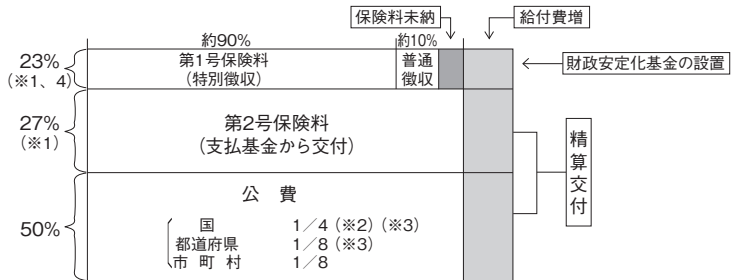 保険料未納
給付費増
約90%
約10%
23%
(※1、4)
第1号保険料
(特別徴収)
普通
徴収
財政安定化基金の設置
27%
(※1)
第2号保険料
(支払基金から交付)
精算交付
50%
公 費
国 1/4 (※2) (※3)
都道府県 1/8 (※3)
市 町 村 1/8